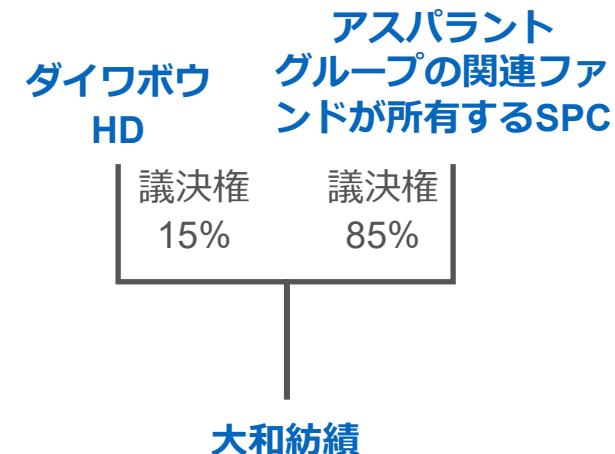 ダイワボウ
HD
アスパラント
グループの関連ファ
ンドが所有するSPC
議決権
15%
議決権
85%
大和紡績